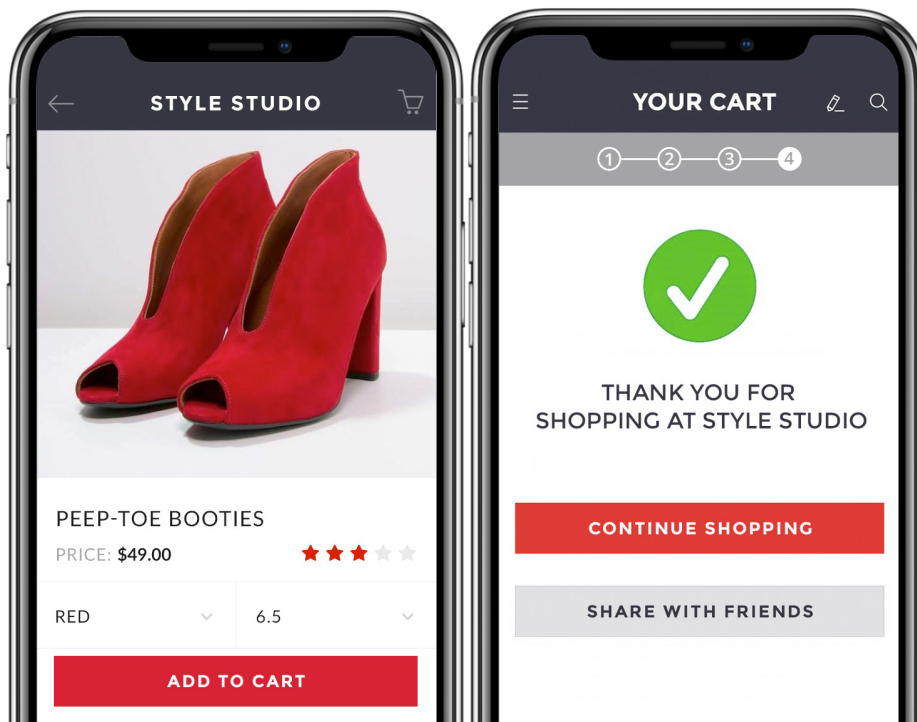 STYLE STUDIO
PEEP-TOE BOOTIES
PRICE: $49.00
RED
6.5
ADD TO CART
YOUR CART
1 2 3 4
THANK YOU FOR
SHOPPING AT STYLE STUDIO
CONTINUE SHOPPING
SHARE WITH FRIENDS